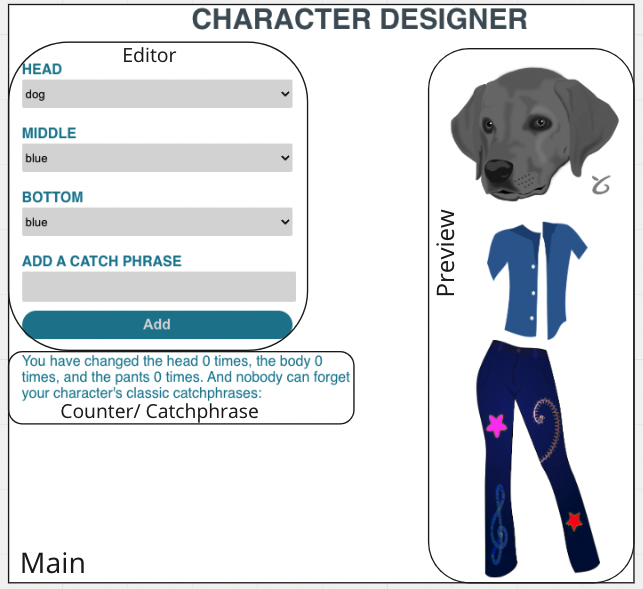 CHARACTER DESIGNER
Editor
HEAD
dog
MIDDLE
blue
BOTTOM
blue
ADD A CATCH PHRASE
Add
You have changed the head 0 times, the body 0
times, and the pants 0 times. And nobody can forget
your character's classic catchphrases:
Counter/ Catchphrase
Preview
Main